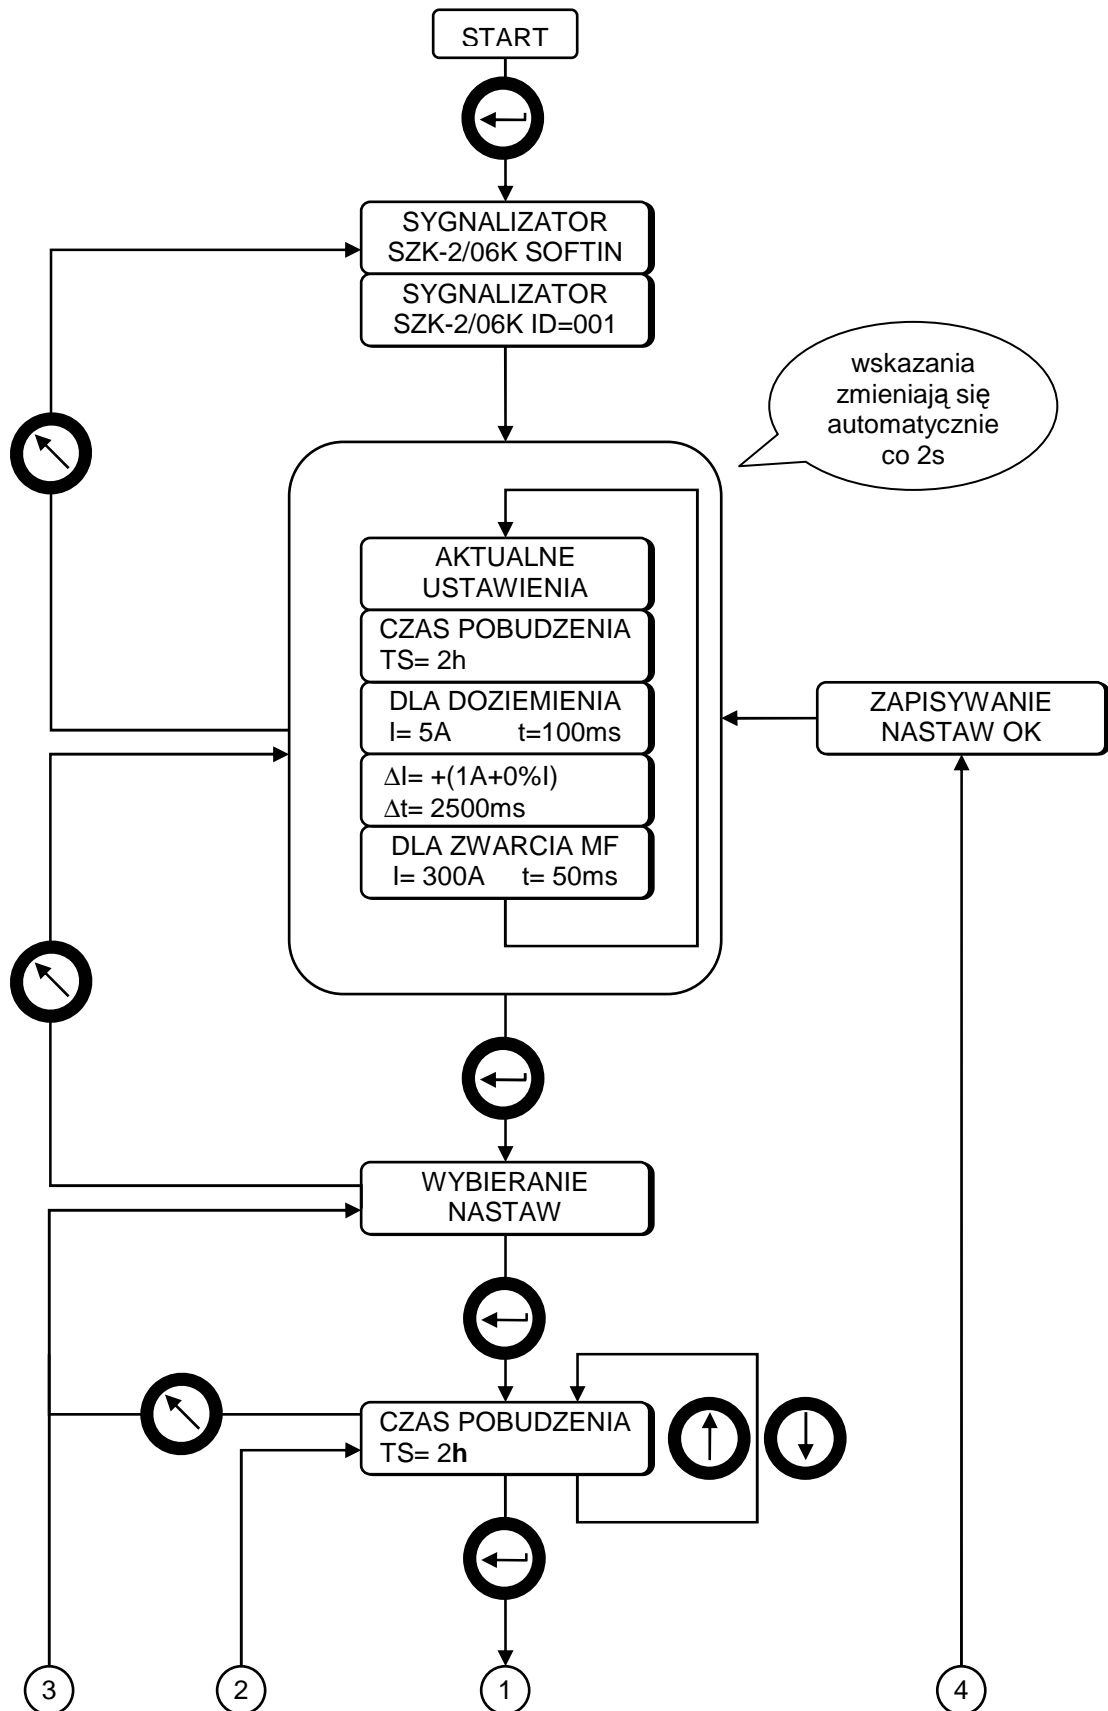 START
SYGNALIZATOR
SZK-2/06K SOFTIN
SYGNALIZATOR
SZK-2/06K ID=001
wskazania
zmieniają się
automatycznie
co 2s
AKTUALNE
USTAWIENIA
CZAS POBUDZENIA
TS= 2h
DLA DOZIEMIENIA
I= 5A t=100ms
ΔI= +(1A+0%I)
Δt= 2500ms
DLA ZWARCIA MF
I= 300A t= 50ms
ZAPISYWANIE
NASTAW OK
WYBIERANIE
NASTAW
CZAS POBUDZENIA
TS= 2h
3 2 1 4